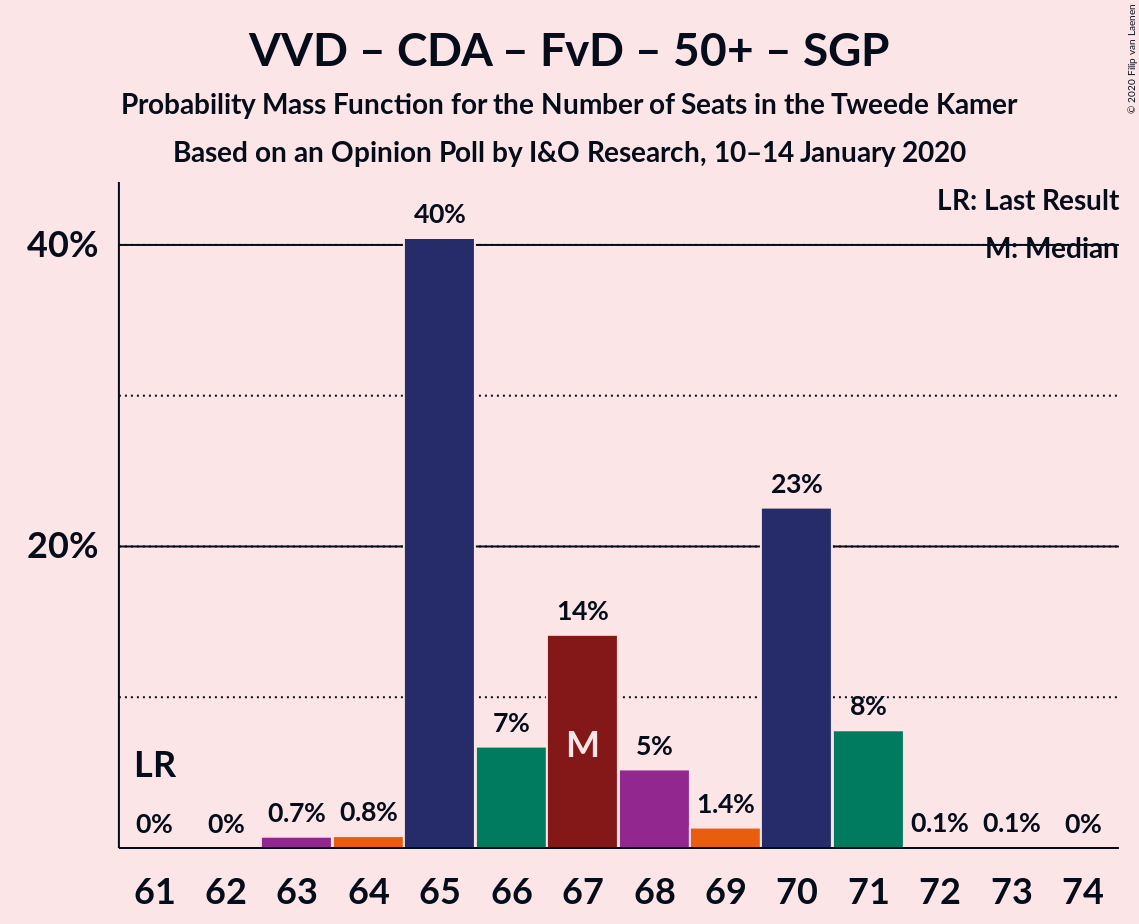 VVD – CDA – FvD – 50+ – SGP
Probability Mass Function for the Number of Seats in the Tweede Kamer
Based on an Opinion Poll by I&O Research, 10–14 January 2020
© 2020 Filip van Laenen
LR: Last Result
M: Median
40%
20%
40%
23%
14%
8%
7%
5%
1.4%
0.8%
0.7%
0.1%
0.1%
0%
0%
0%
LR
M
61 62 63 64 65 66 67 68 69 70 71 72 73 74